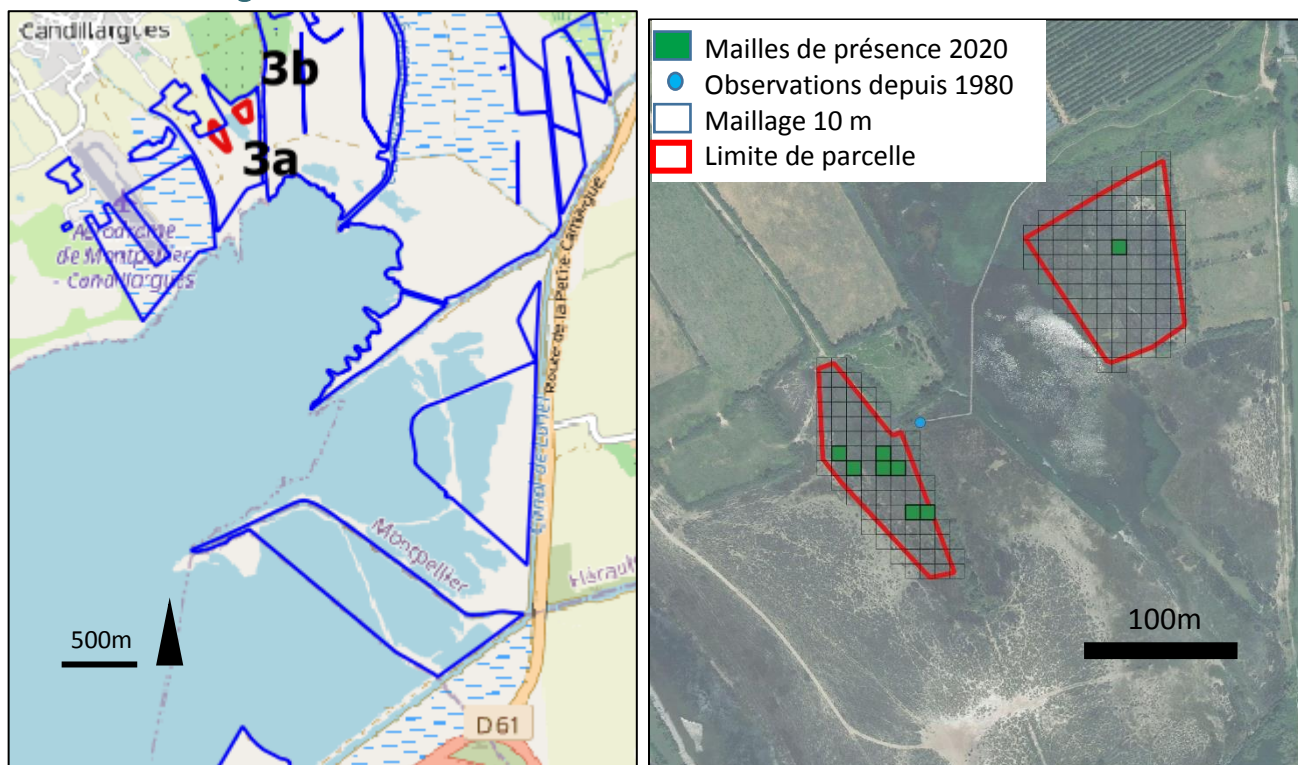 Candillargues
3b
3a
Aérodrome
de Montpellier
- Candillargues
Route de la Petite Camargue
Canal de Lunel
Montpellier
Hérault
500m
D 61
Mailles de présence 2020
Observations depuis 1980
Maillage 10 m
Limite de parcelle
100m